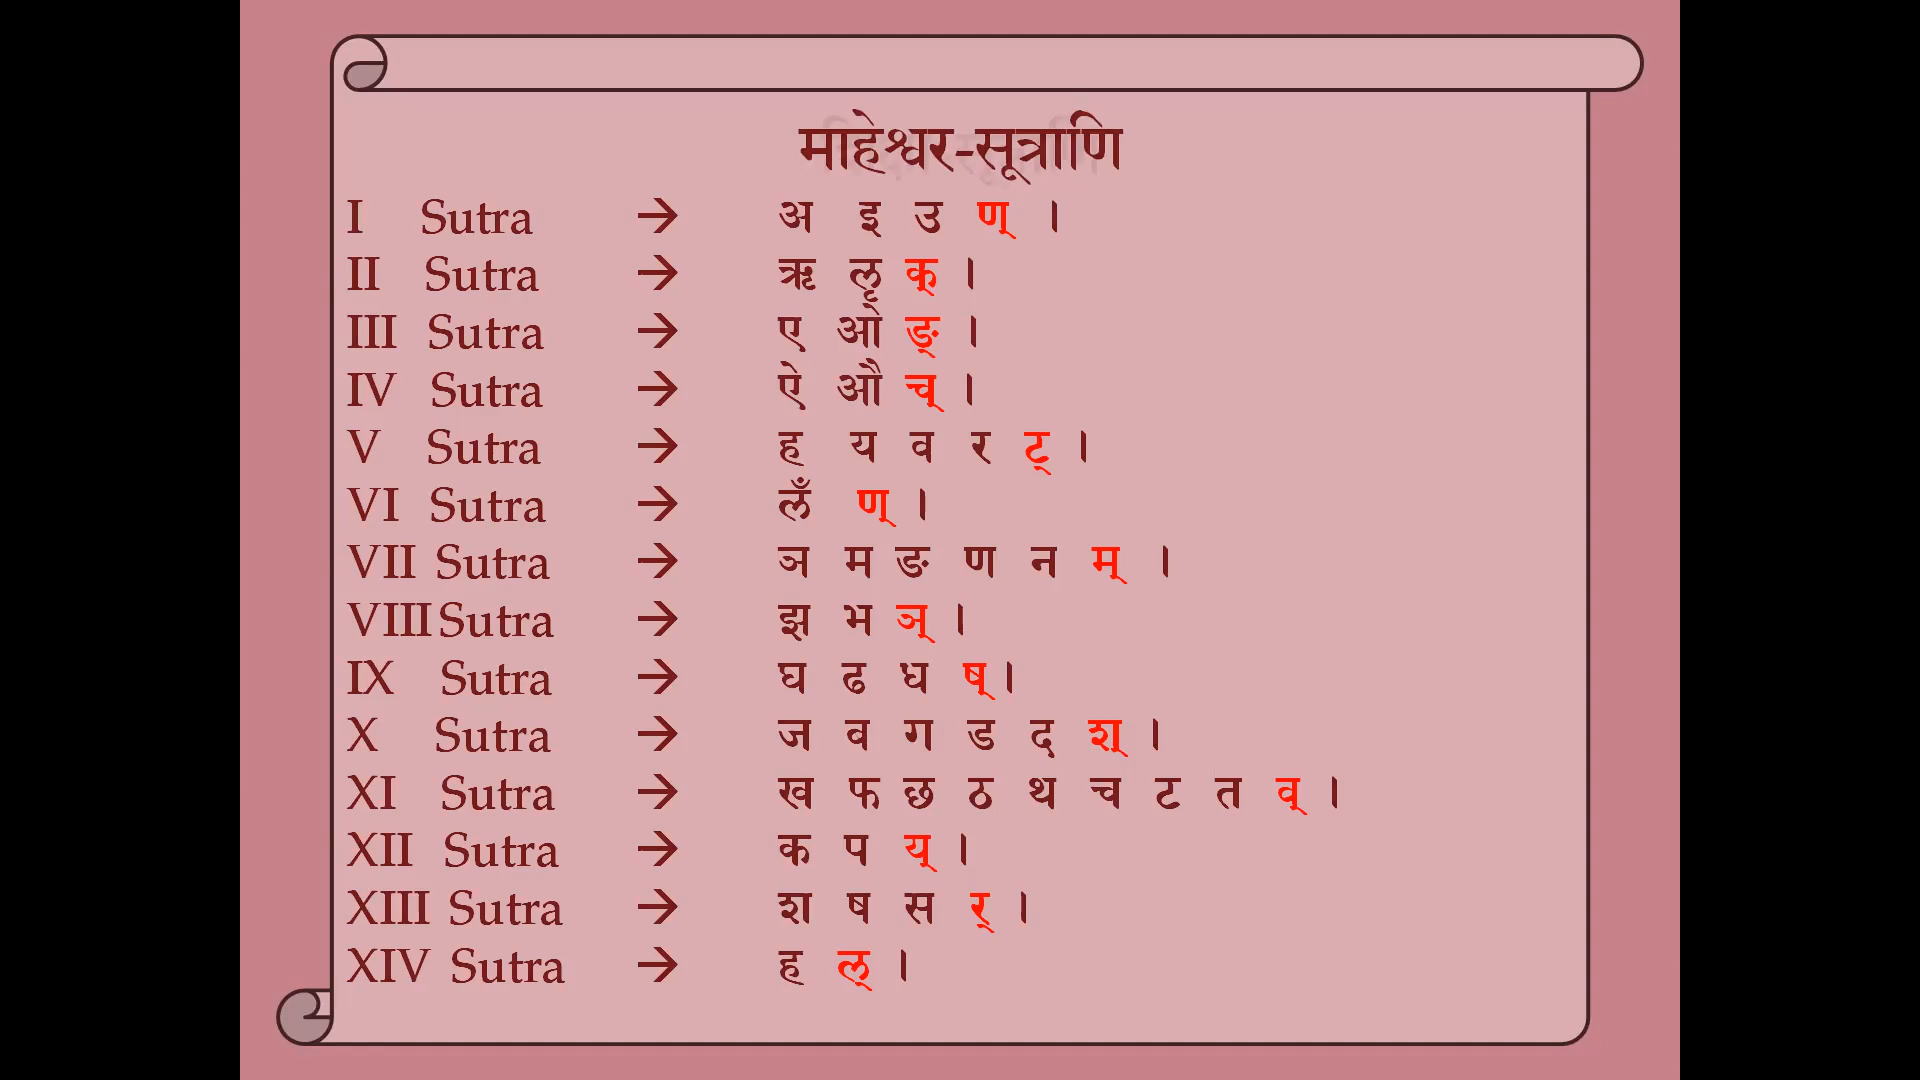 माहेश्वर-सूत्राणि
I Sutra → अ इ उ ण् ।
II Sutra → ऋ ऌ क् ।
III Sutra → ए ओ ङ् ।
IV Sutra → ऐ औ च् ।
V Sutra → ह य व र ट् ।
VI Sutra → लँ ण् ।
VII Sutra → ञ म ङ ण न म् ।
VIII Sutra → झ भ ञ् ।
IX Sutra → घ ढ ध ष् ।
X Sutra → ज व ग ड द श् ।
XI Sutra → ख फ छ ठ थ च ट त व् ।
XII Sutra → क प य् ।
XIII Sutra → श ष स र् ।
XIV Sutra → ह ल् ।